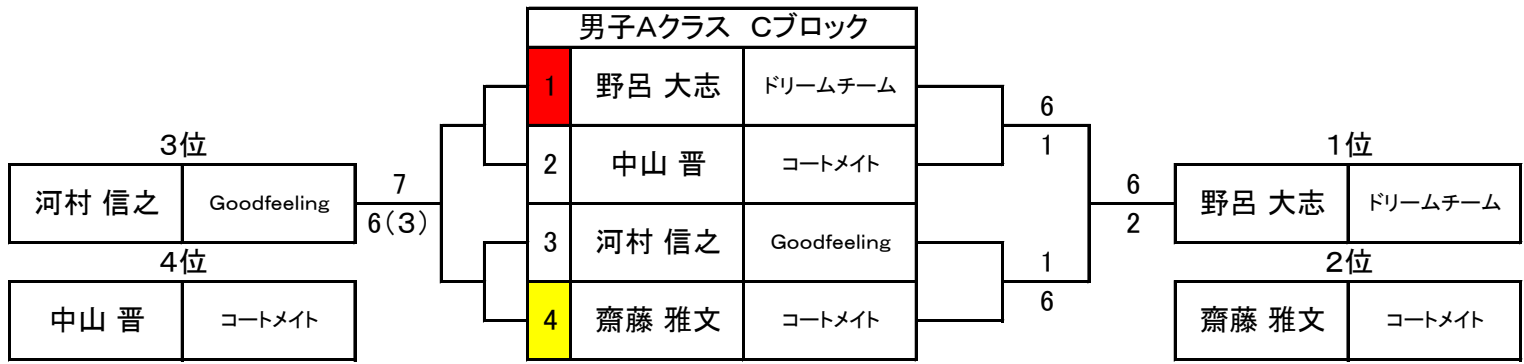 男子Aクラス Cブロック
1 野呂 大志 ドリームチーム
2 中山 晋 コートメイト
3 河村 信之 Goodfeeling
4 齋藤 雅文 コートメイト
3位
河村 信之 Goodfeeling
4位
中山 晋 コートメイト
7
6(3)
6
1
1
6
6
2
1位
野呂 大志 ドリームチーム
2位
齋藤 雅文 コートメイト